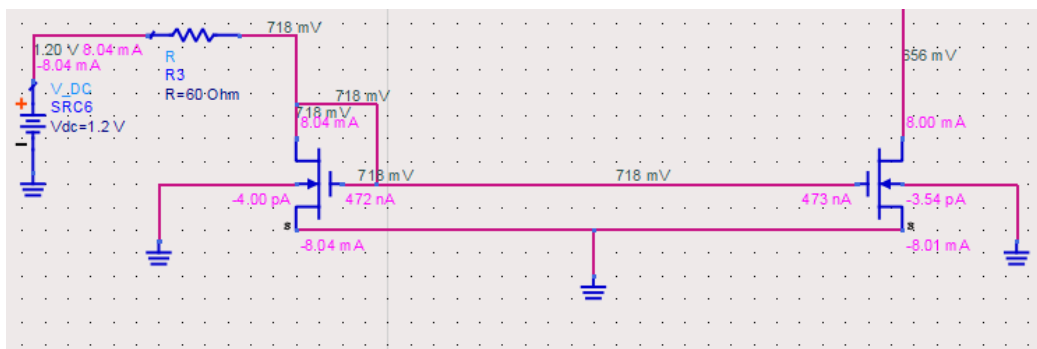 718 mV
1.20 V 8.04 mA
-8.04 mA
R
R3
R=60 Ohm
V_DC
SRC6
Vdc=1.2 V
+
-
718 mV
718 mV
8.04 mA
656 mV
8.00 mA
718 mV
718 mV
-4.00 pA
472 nA
473 nA
-3.54 pA
s
-8.04 mA
s
-8.01 mA